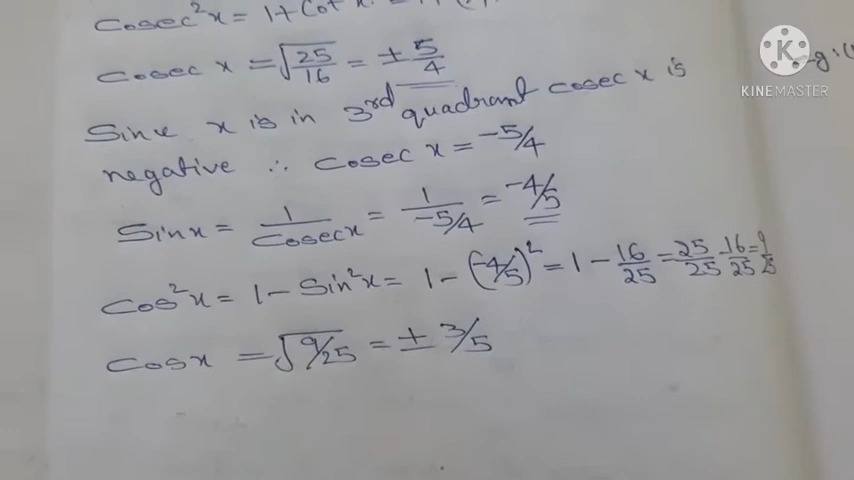 Cosec²x = 1 + Cot
K
KINEMASTER
Cosec x = √25/16 = ± 5/4
Since x is in 3rd quadrant cosec x is
negative ∴ Cosec x = -5/4
Sinx = 1/Cosecx = 1/-5/4 = -4/5
Cos²x = 1 - Sin²x = 1 - (-4/5)² = 1 - 16/25 = 25/25 - 16/25 = 9/25
Cosx = √9/25 = ± 3/5